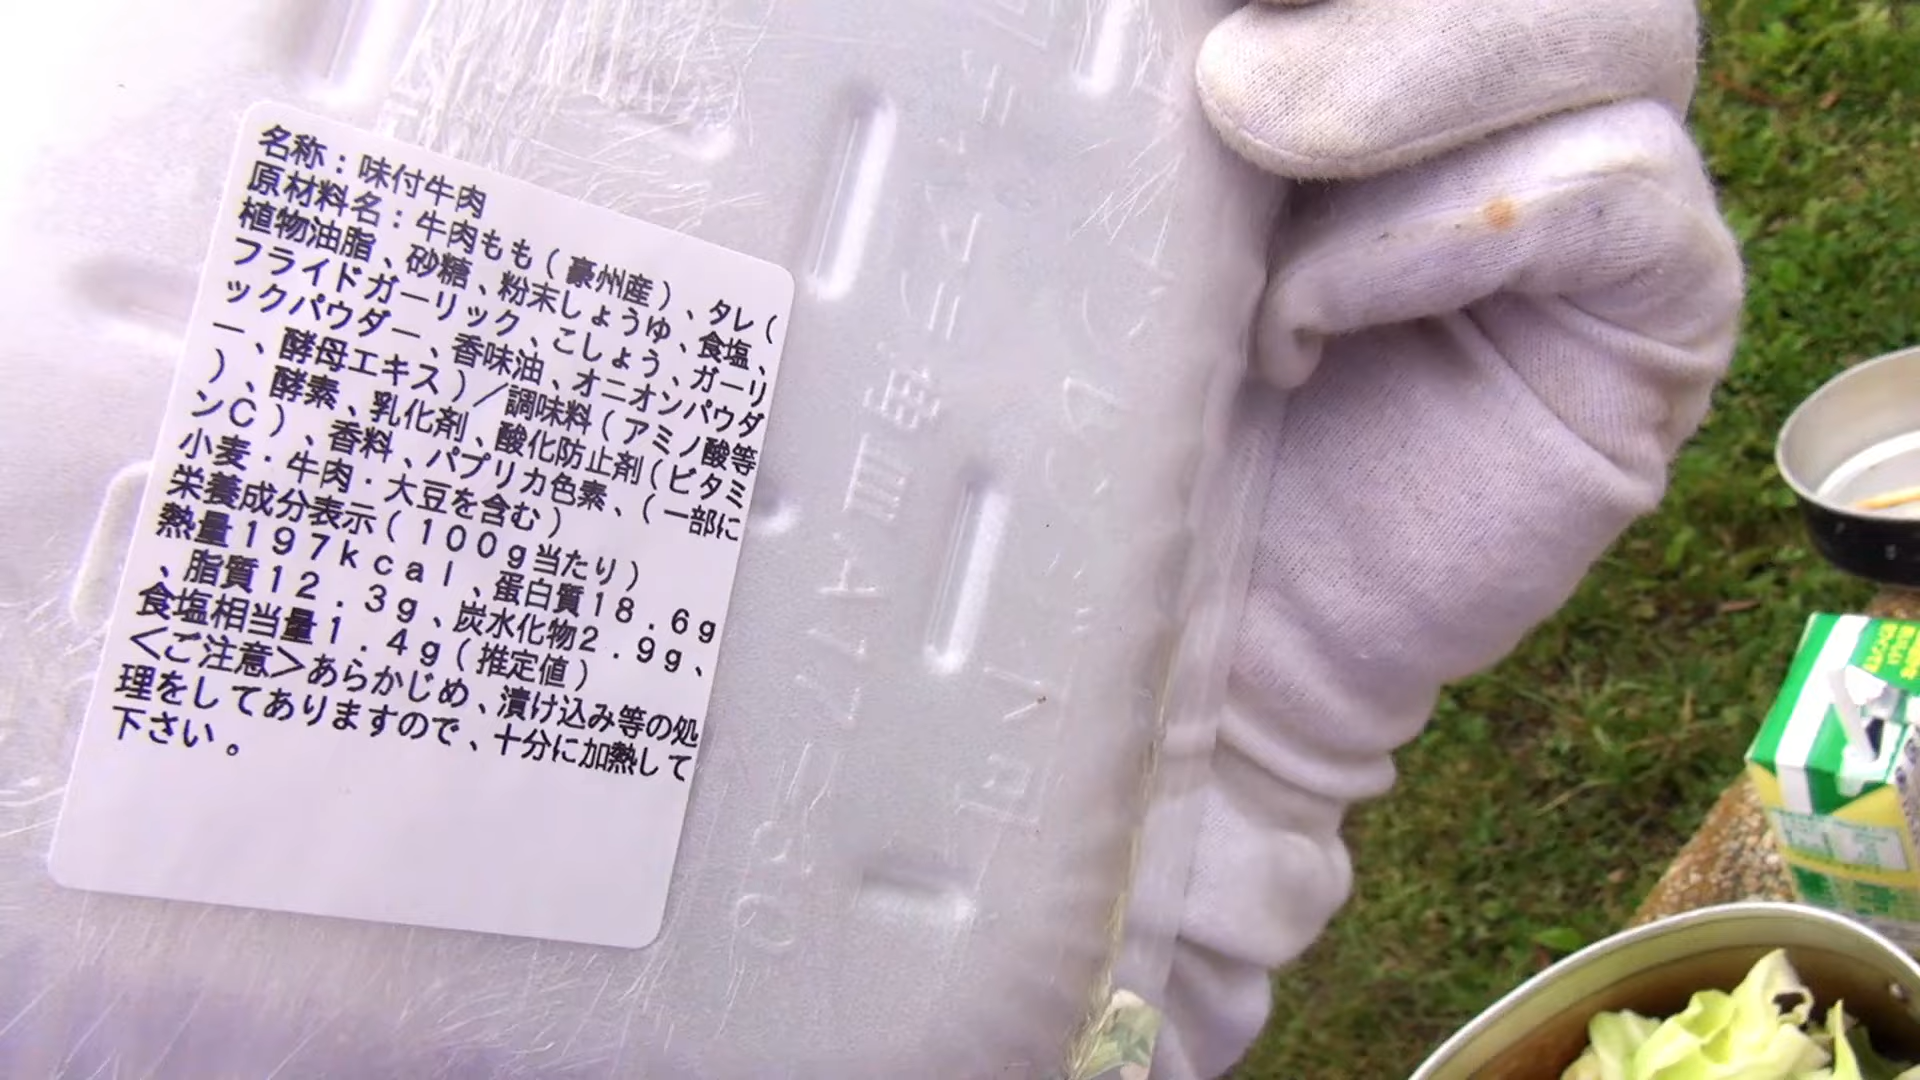 名称：味付牛肉
原材料名：牛肉もも（豪州産）、タレ（
植物油脂、砂糖、粉末しょうゆ、食塩、
フライドガーリック、こしょう、ガーリ
ックパウダー、香味油、オニオンパウダ
ー、酵母エキス）／調味料（アミノ酸等
）、酵素、乳化剤、酸化防止剤（ビタミ
ンＣ）、香料、パプリカ色素、（一部に
小麦・牛肉・大豆を含む）
栄養成分表示（１００ｇ当たり）
熱量１９７ｋｃａｌ、蛋白質１８．６ｇ
、脂質１２．３ｇ、炭水化物２．９ｇ、
食塩相当量１．４ｇ（推定値）
＜ご注意＞あらかじめ、漬け込み等の処
理をしてありますので、十分に加熱して
下さい。